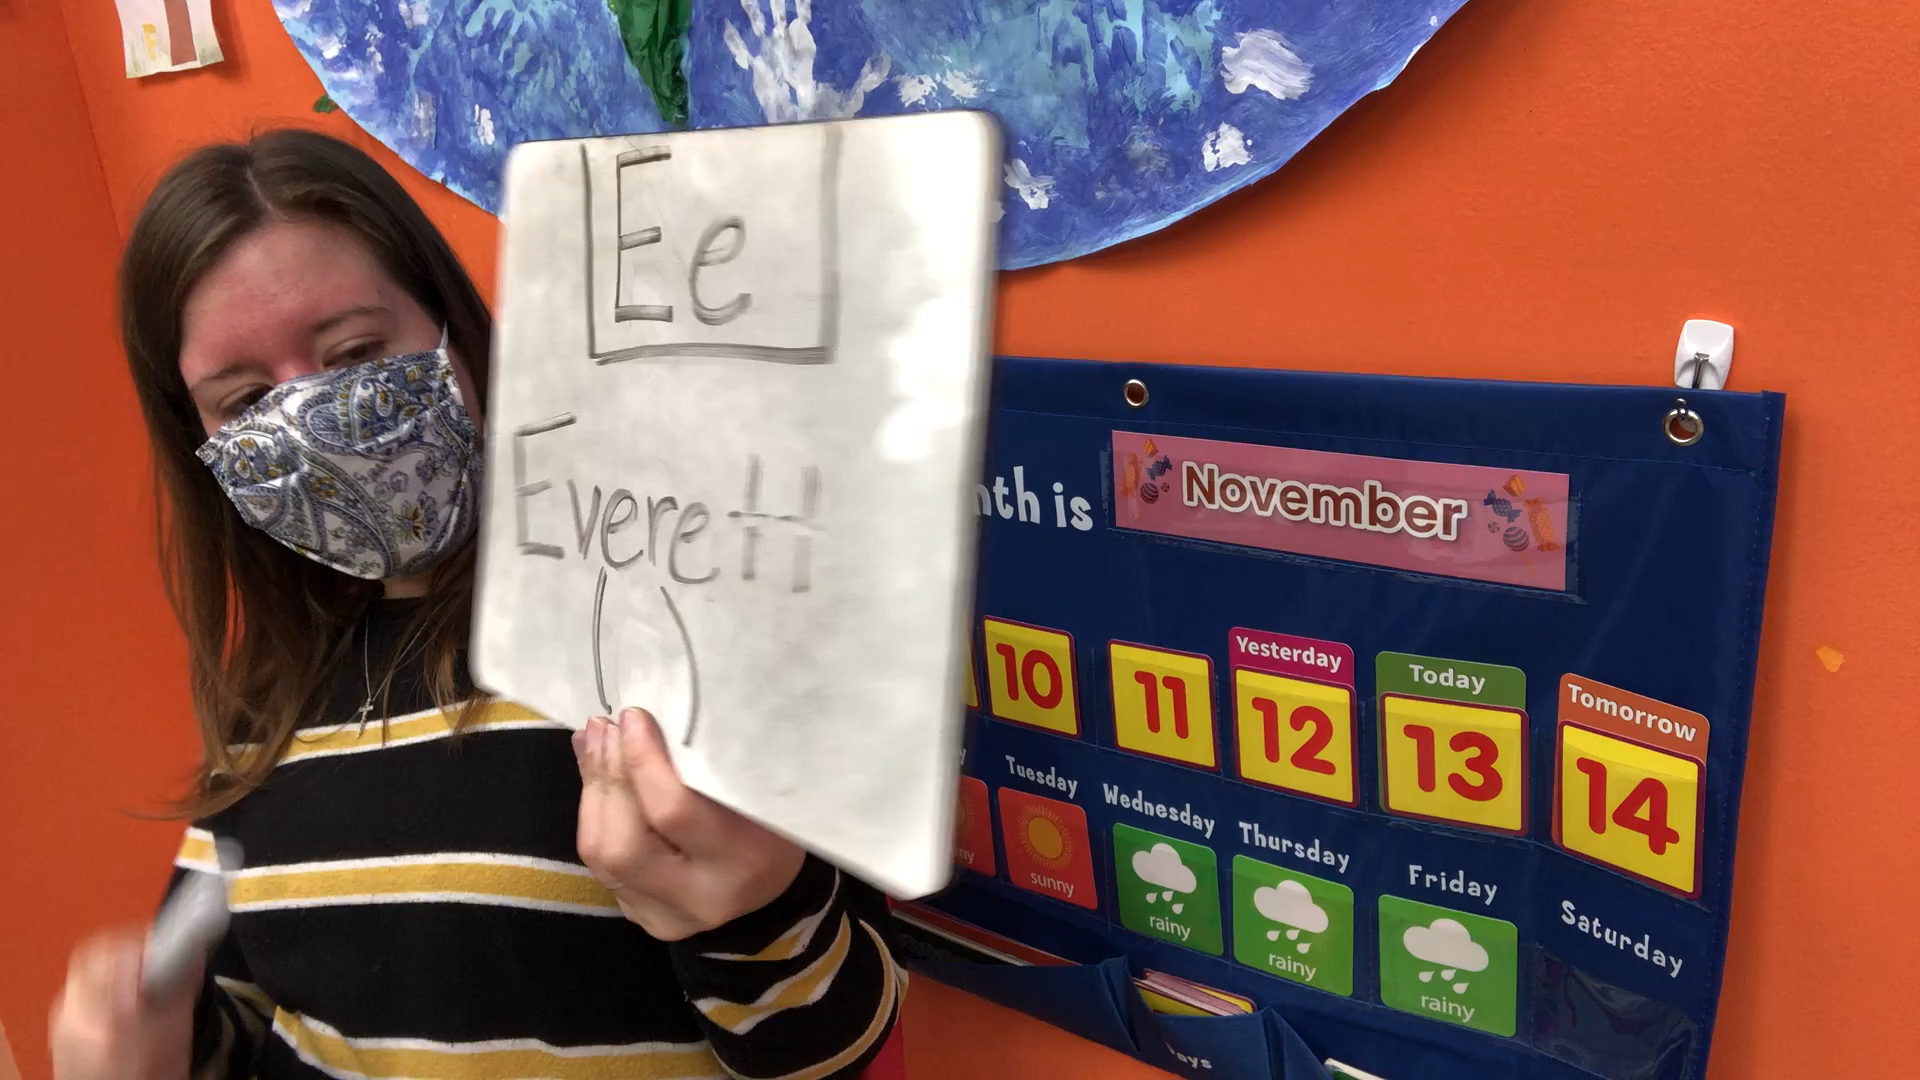 Ee
Everett
( )
nth is
November
10
11
Yesterday
12
Today
13
Tomorrow
14
Tuesday
Wednesday
Thursday
Friday
Saturday
sunny
rainy
rainy
rainy
ays